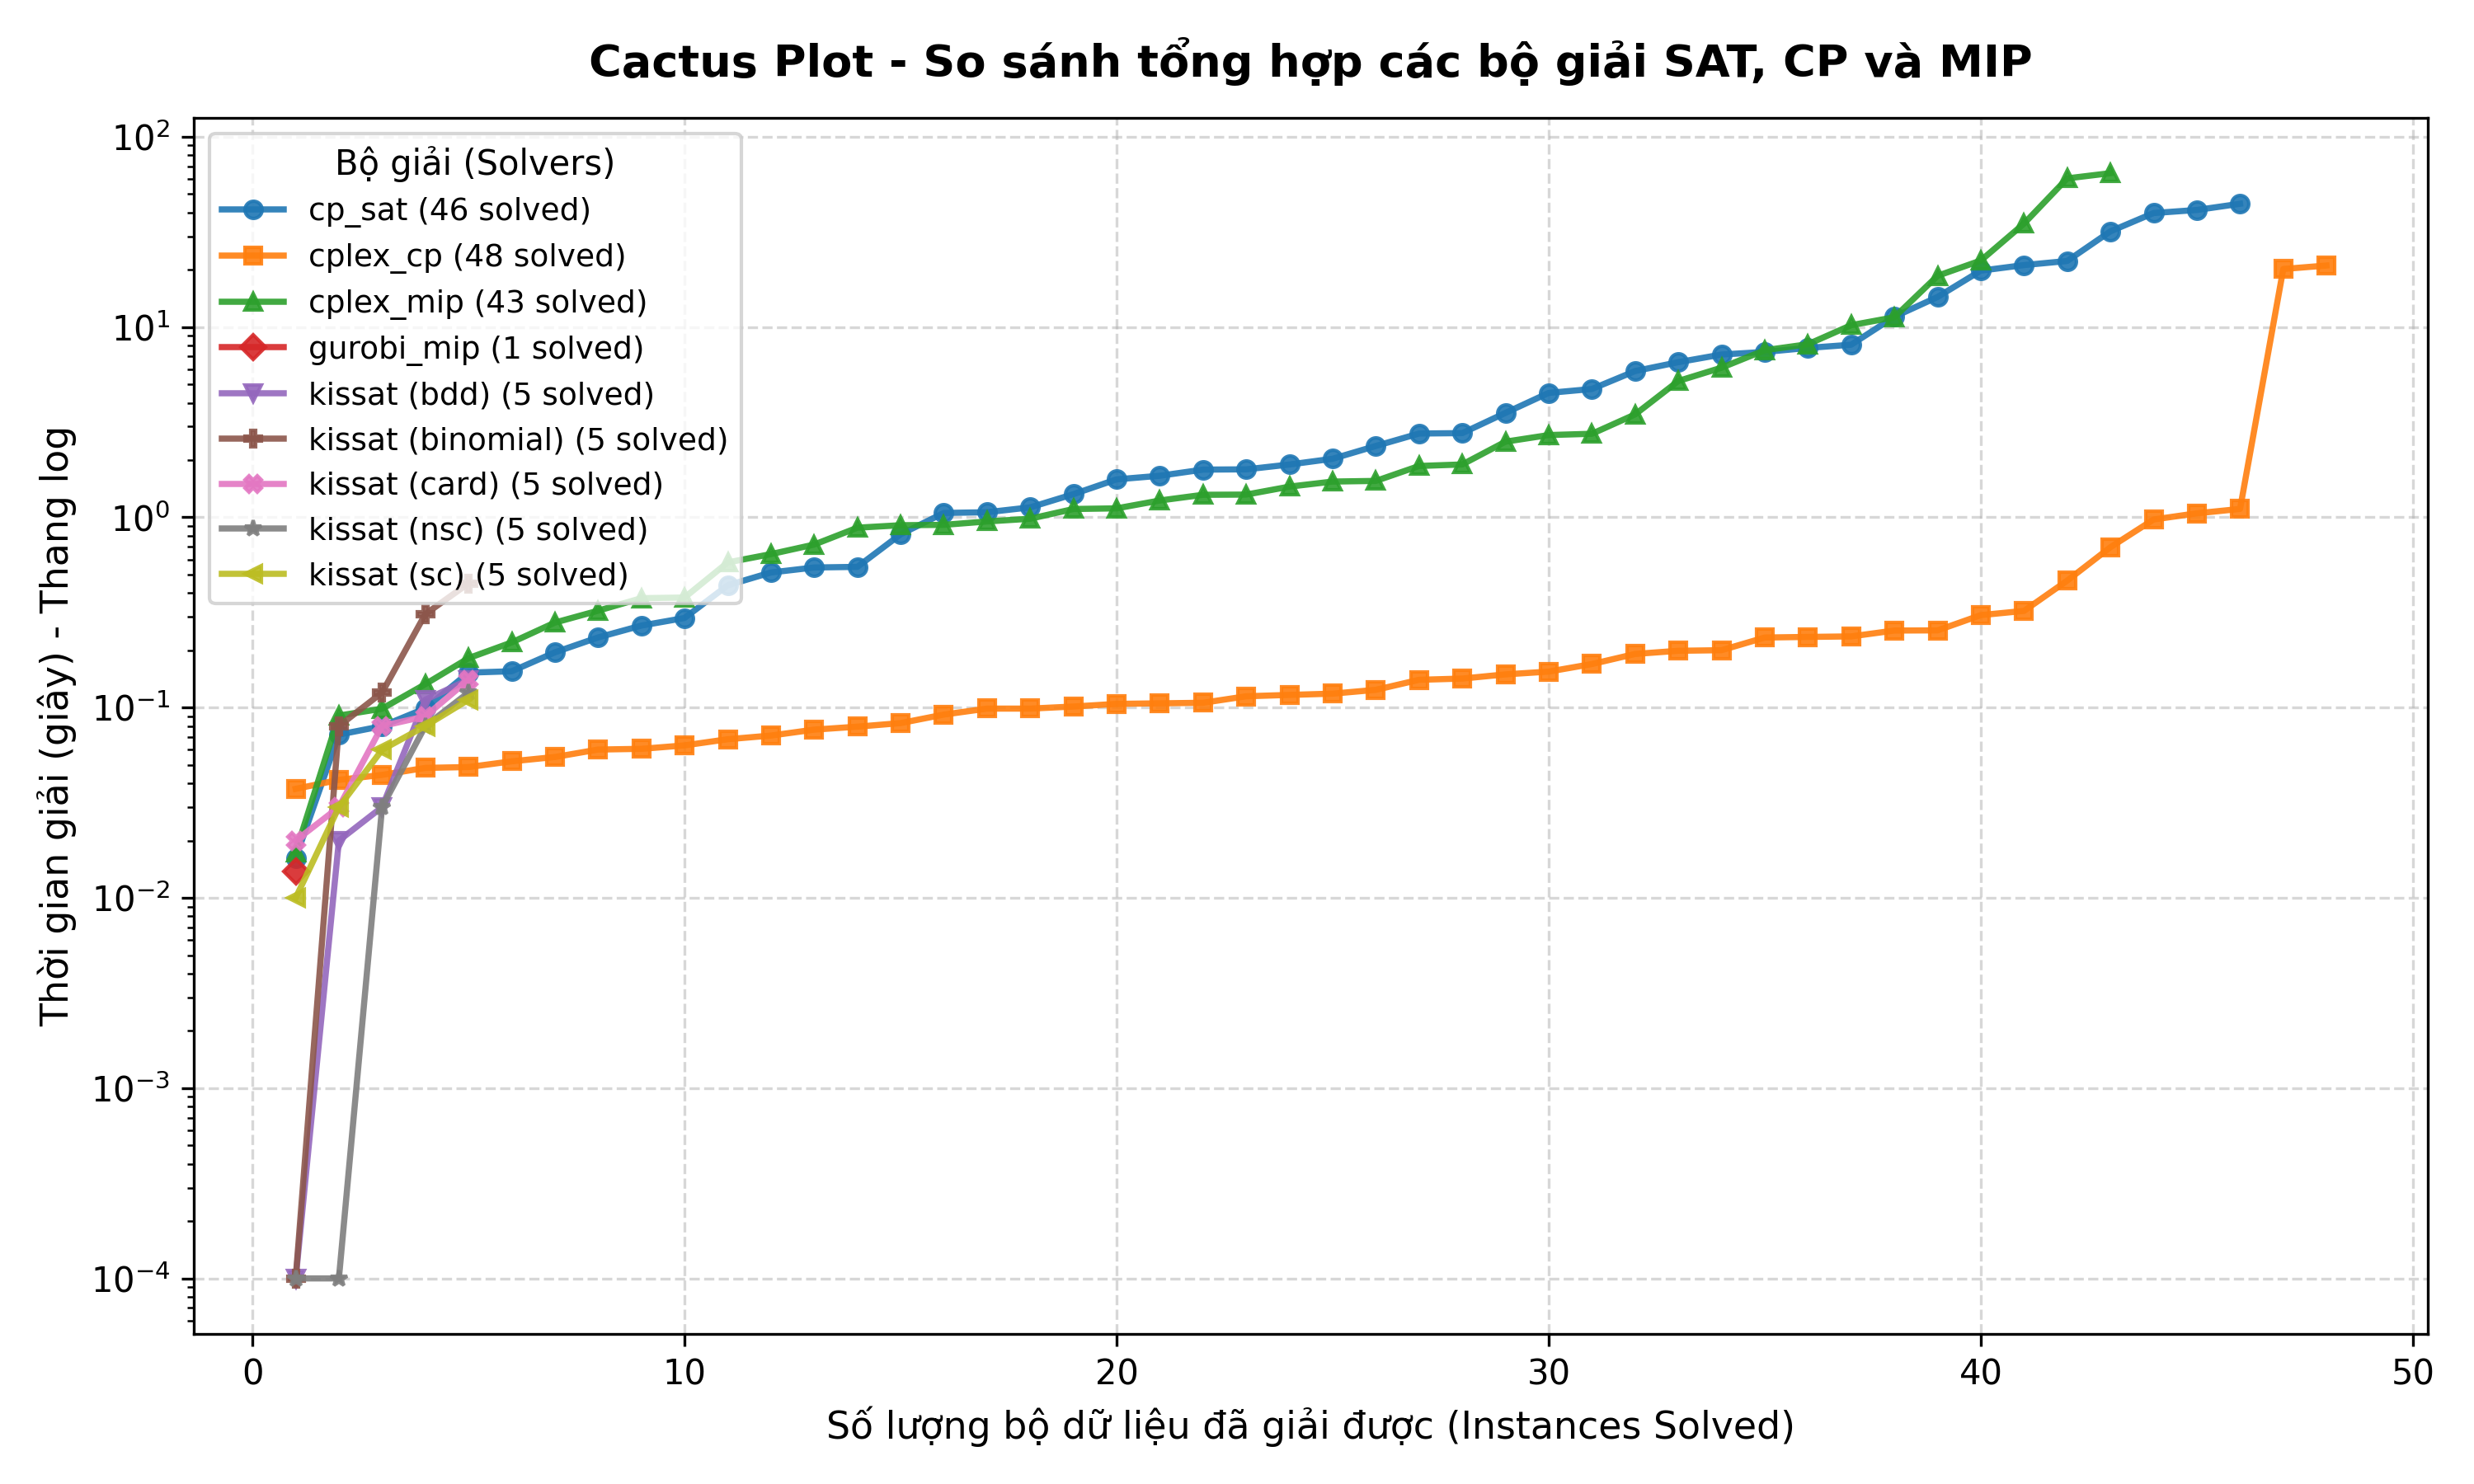 Cactus Plot - So sánh tổng hợp các bộ giải SAT, CP và MIP
Bộ giải (Solvers)
cp_sat (46 solved)
cplex_cp (48 solved)
cplex_mip (43 solved)
gurobi_mip (1 solved)
kissat (bdd) (5 solved)
kissat (binomial) (5 solved)
kissat (card) (5 solved)
kissat (nsc) (5 solved)
kissat (sc) (5 solved)
Thời gian giải (giây) - Thang log
10²
10¹
10⁰
10⁻¹
10⁻²
10⁻³
10⁻⁴
0 10 20 30 40 50
Số lượng bộ dữ liệu đã giải được (Instances Solved)